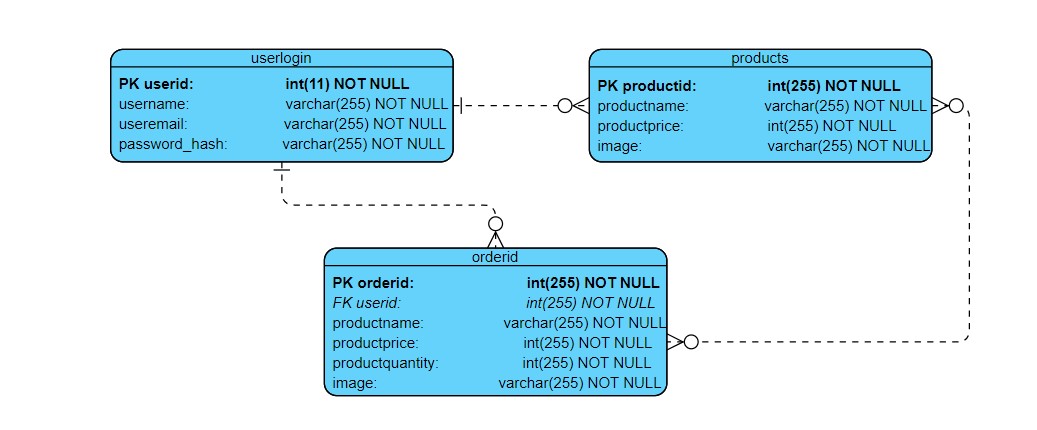 userlogin
PK userid: int(11) NOT NULL
username: varchar(255) NOT NULL
useremail: varchar(255) NOT NULL
password_hash: varchar(255) NOT NULL
products
PK productid: int(255) NOT NULL
productname: varchar(255) NOT NULL
productprice: int(255) NOT NULL
image: varchar(255) NOT NULL
orderid
PK orderid: int(255) NOT NULL
FK userid: int(255) NOT NULL
productname: varchar(255) NOT NULL
productprice: int(255) NOT NULL
productquantity: int(255) NOT NULL
image: varchar(255) NOT NULL